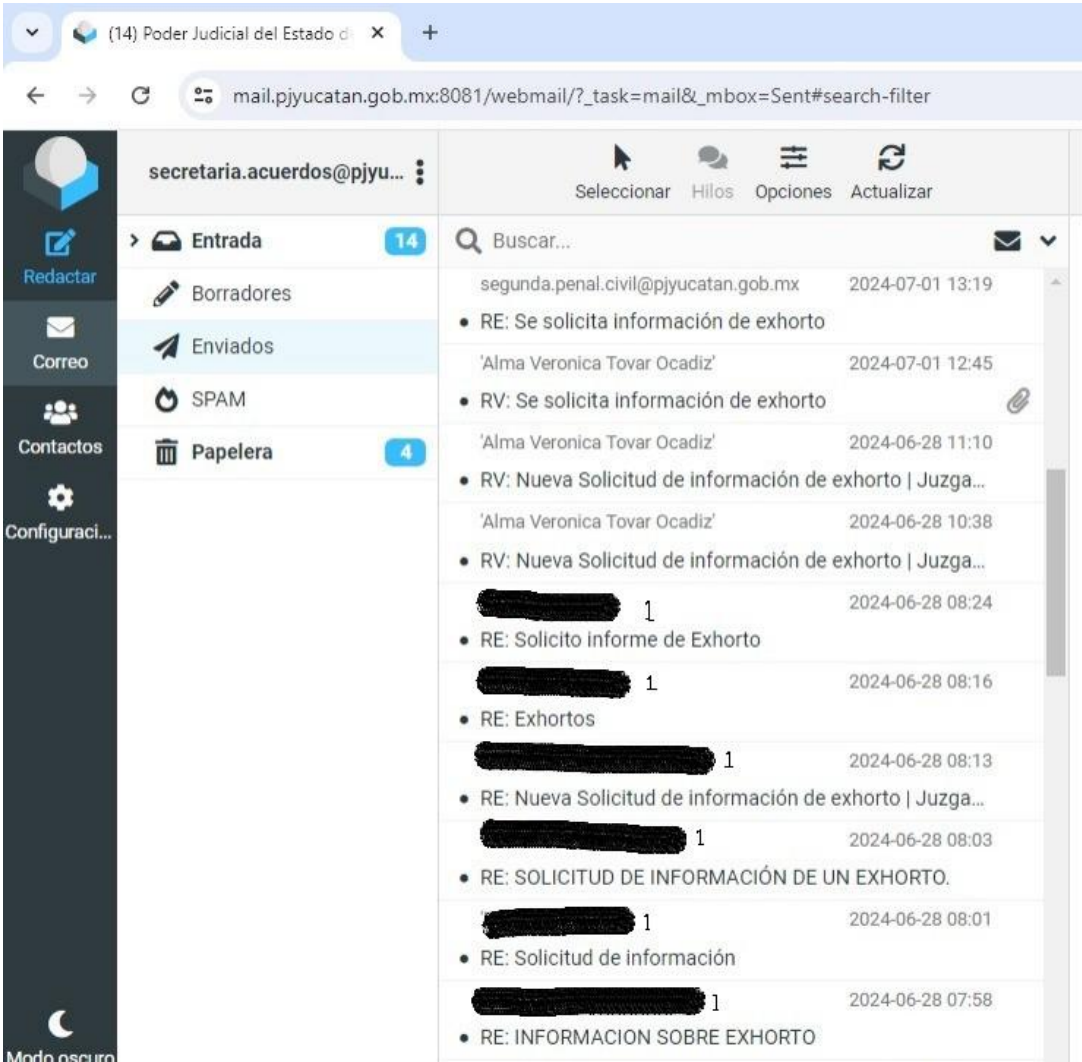 (14) Poder Judicial del Estado d
mail.pjyucatan.gob.mx:8081/webmail/?_task=mail&_mbox=Sent#search-filter
secretaria.acuerdos@pjyu...
Seleccionar Hilos Opciones Actualizar
Redactar
Correo
Contactos
Configuraci...
Modo oscuro
Entrada 14
Borradores
Enviados
SPAM
Papelera 4
Buscar...
segunda.penal.civil@pjyucatan.gob.mx 2024-07-01 13:19
• RE: Se solicita información de exhorto
'Alma Veronica Tovar Ocadiz' 2024-07-01 12:45
• RV: Se solicita información de exhorto
'Alma Veronica Tovar Ocadiz' 2024-06-28 11:10
• RV: Nueva Solicitud de información de exhorto | Juzga...
'Alma Veronica Tovar Ocadiz' 2024-06-28 10:38
• RV: Nueva Solicitud de información de exhorto | Juzga...
1 2024-06-28 08:24
• RE: Solicito informe de Exhorto
1 2024-06-28 08:16
• RE: Exhortos
1 2024-06-28 08:13
• RE: Nueva Solicitud de información de exhorto | Juzga...
1 2024-06-28 08:03
• RE: SOLICITUD DE INFORMACIÓN DE UN EXHORTO.
1 2024-06-28 08:01
• RE: Solicitud de información
1 2024-06-28 07:58
• RE: INFORMACION SOBRE EXHORTO